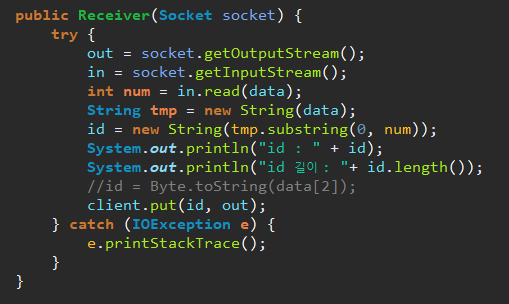 public Receiver(Socket socket) {
try {
out = socket.getOutputStream();
in = socket.getInputStream();
int num = in.read(data);
String tmp = new String(data);
id = new String(tmp.substring(0, num));
System.out.println("id : " + id);
System.out.println("id 길이 : "+ id.length());
//id = Byte.toString(data[2]);
client.put(id, out);
} catch (IOException e) {
e.printStackTrace();
}
}